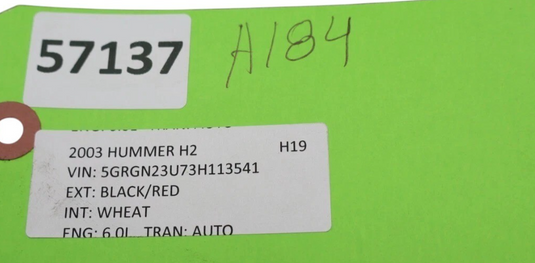 57137
A184
2003 HUMMER H2 H19
VIN: 5GRGN23U73H113541
EXT: BLACK/RED
INT: WHEAT
ENG: 6.0L TRAN: AUTO